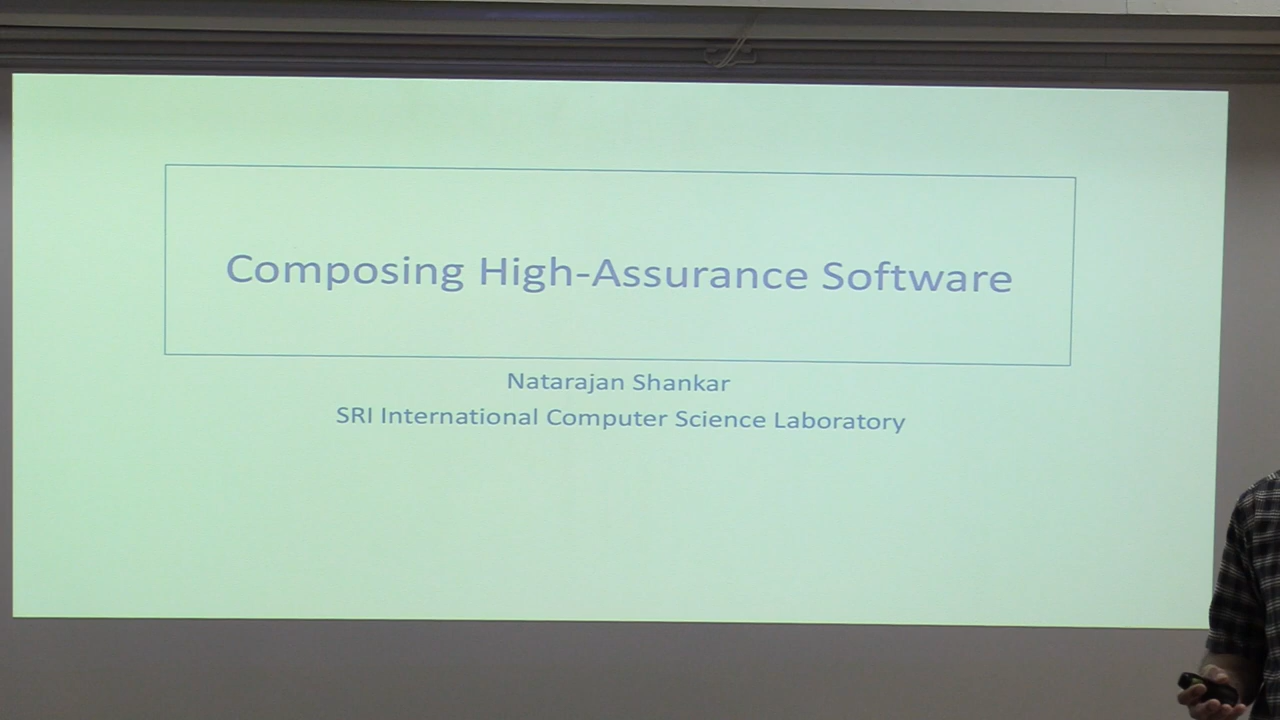 Composing High-Assurance Software
Natarajan Shankar
SRI International Computer Science Laboratory